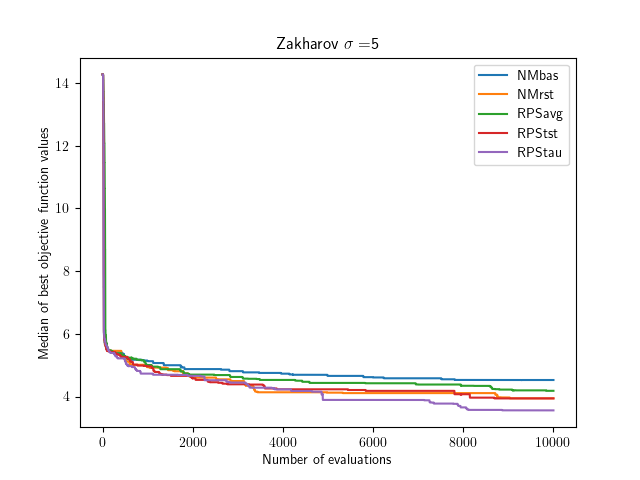 Zakharov σ =5
Median of best objective function values
14
12
10
8
6
4
NMbas
NMrst
RPSavg
RPStst
RPStau
0 2000 4000 6000 8000 10000
Number of evaluations